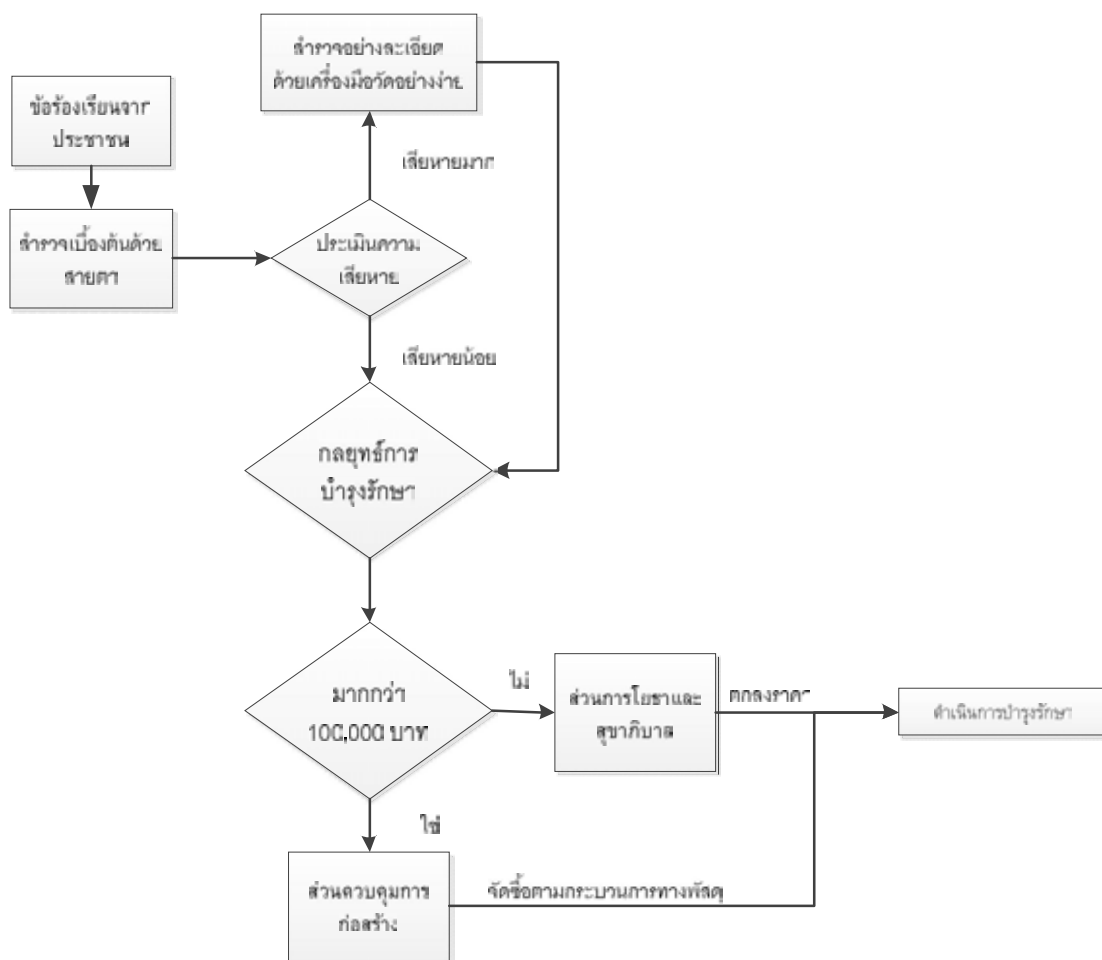 สำรวจอย่างละเอียด
ด้วยเครื่องมือวัดอย่างง่าย
ข้อร้องเรียนจาก
ประชาชน
เสียหายมาก
สำรวจเบื้องต้นด้วย
สายตา
ประเมินความ
เสียหาย
เสียหายน้อย
กลยุทธ์การ
บำรุงรักษา
มากกว่า
100,000 บาท
ไม่
ส่วนการโยธาและ
สุขาภิบาล
ตกลงราคา
ดำเนินการบำรุงรักษา
ใช่
ส่วนควบคุมการ
ก่อสร้าง
จัดซื้อตามกระบวนการทางพัสดุ